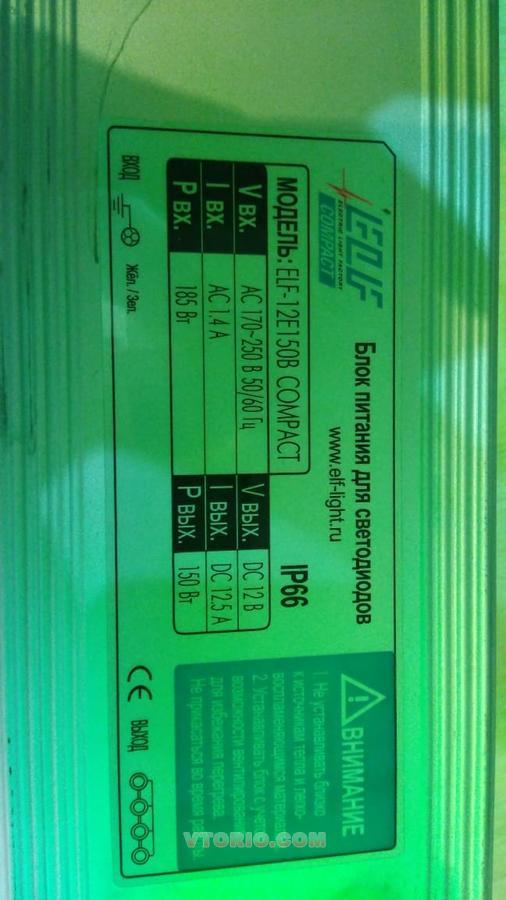 ELF
ELECTRIC LIGHT FACTORY
COMPACT
Блок питания для светодиодов
www.elf-light.ru
МОДЕЛЬ: ELF-12E150B COMPACT
IP66
V вх. AC 170~250 В 50/60 Гц V вых. DC 12 В
I вх. AC 1.4 А I вых. DC 12.5 А
P вх. 185 Вт P вых. 150 Вт
ВНИМАНИЕ
1. Не устанавливать близко
к источникам тепла и легко-
воспламеняющимся материалам
2. Устанавливать блок с учетом
возможности вентилирования
для избежания перегрева.
Не прикасаться во время работы.
ВХОД
Жёл. / Зел.
CE
ВЫХОД
VTORIO.COM